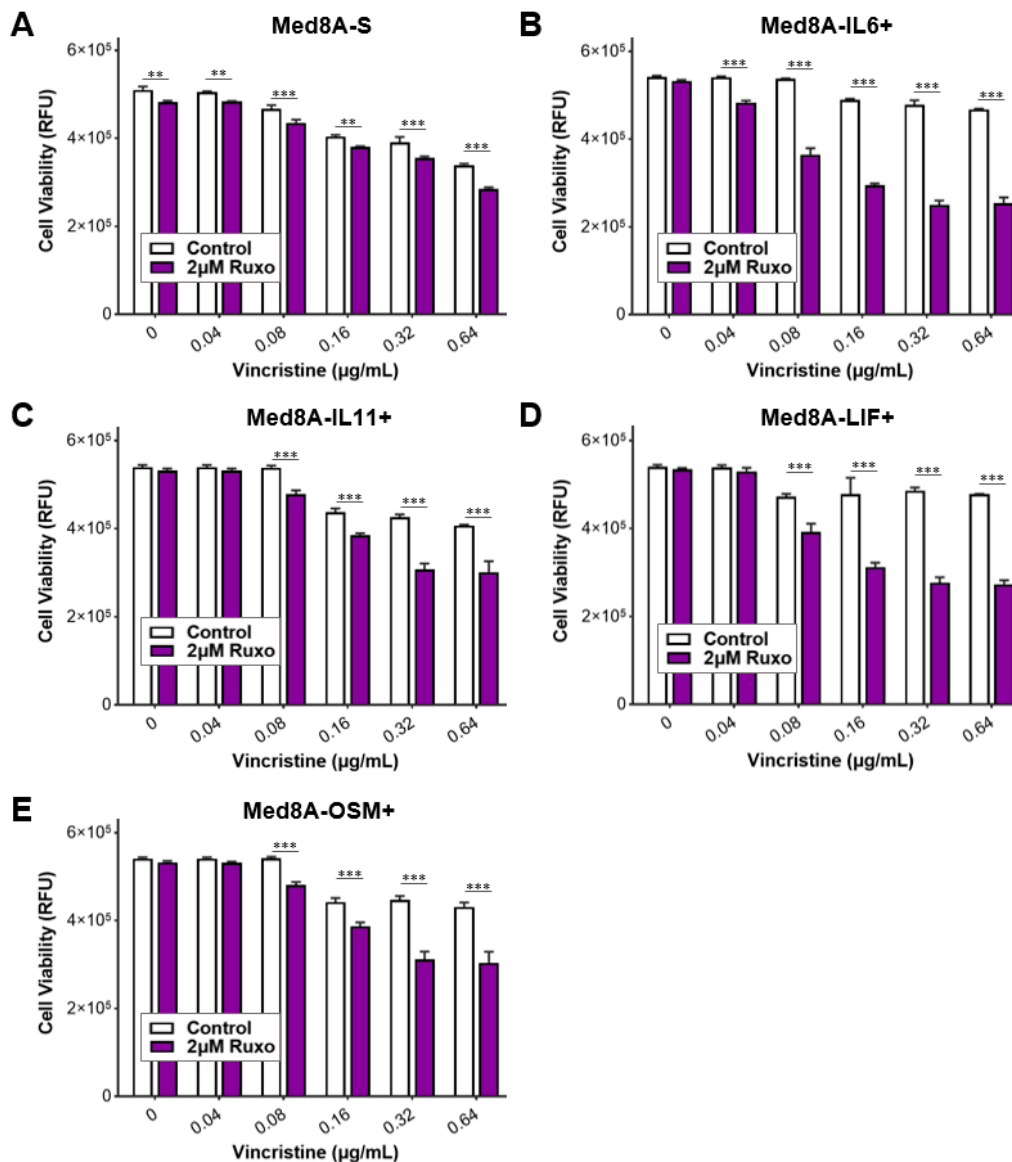 A
Med8A-S
Cell Viability (RFU)
6×10⁵
4×10⁵
2×10⁵
0
** ** *** ** *** ***
Control
2µM Ruxo
0 0.04 0.08 0.16 0.32 0.64
Vincristine (µg/mL)
B
Med8A-IL6+
Cell Viability (RFU)
6×10⁵
4×10⁵
2×10⁵
0
*** *** *** *** ***
Control
2µM Ruxo
0 0.04 0.08 0.16 0.32 0.64
Vincristine (µg/mL)
C
Med8A-IL11+
Cell Viability (RFU)
6×10⁵
4×10⁵
2×10⁵
0
*** *** *** ***
Control
2µM Ruxo
0 0.04 0.08 0.16 0.32 0.64
Vincristine (µg/mL)
D
Med8A-LIF+
Cell Viability (RFU)
6×10⁵
4×10⁵
2×10⁵
0
*** *** *** ***
Control
2µM Ruxo
0 0.04 0.08 0.16 0.32 0.64
Vincristine (µg/mL)
E
Med8A-OSM+
Cell Viability (RFU)
6×10⁵
4×10⁵
2×10⁵
0
*** *** *** ***
Control
2µM Ruxo
0 0.04 0.08 0.16 0.32 0.64
Vincristine (µg/mL)